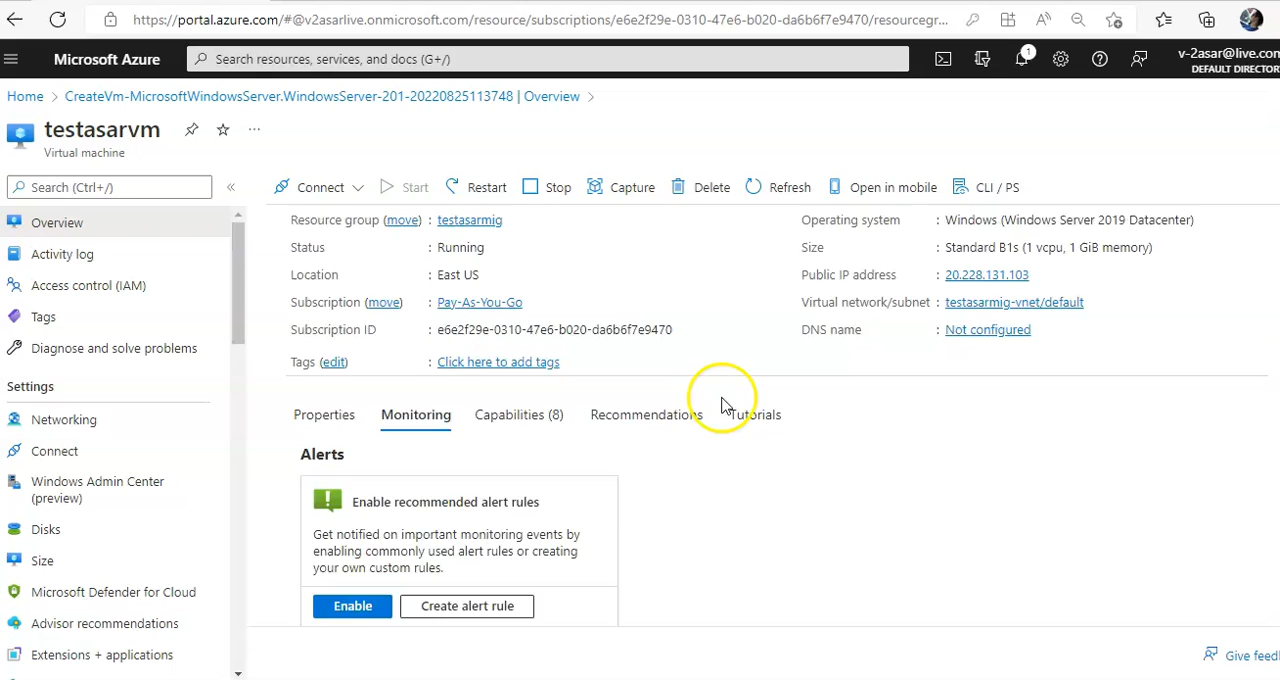 https://portal.azure.com/#@v2asarlive.onmicrosoft.com/resource/subscriptions/e6e2f29e-0310-47e6-b020-da6b6f7e9470/resourcegr...
Microsoft Azure
Search resources, services, and docs (G+/)
1
v-2asar@live.com
DEFAULT DIRECTOR
Home > CreateVm-MicrosoftWindowsServer.WindowsServer-201-20220825113748 | Overview >
testasarvm
Virtual machine
Search (Ctrl+/)
Connect Start Restart Stop Capture Delete Refresh Open in mobile CLI / PS
Overview
Activity log
Access control (IAM)
Tags
Diagnose and solve problems
Settings
Networking
Connect
Windows Admin Center
(preview)
Disks
Size
Microsoft Defender for Cloud
Advisor recommendations
Extensions + applications
Resource group (move) : testasarmig
Status : Running
Location : East US
Subscription (move) : Pay-As-You-Go
Subscription ID : e6e2f29e-0310-47e6-b020-da6b6f7e9470
Tags (edit) : Click here to add tags
Operating system : Windows (Windows Server 2019 Datacenter)
Size : Standard B1s (1 vcpu, 1 GiB memory)
Public IP address : 20.228.131.103
Virtual network/subnet : testasarmig-vnet/default
DNS name : Not configured
Properties Monitoring Capabilities (8) Recommendations Tutorials
Alerts
Enable recommended alert rules
Get notified on important monitoring events by
enabling commonly used alert rules or creating
your own custom rules.
Enable Create alert rule
Give feed